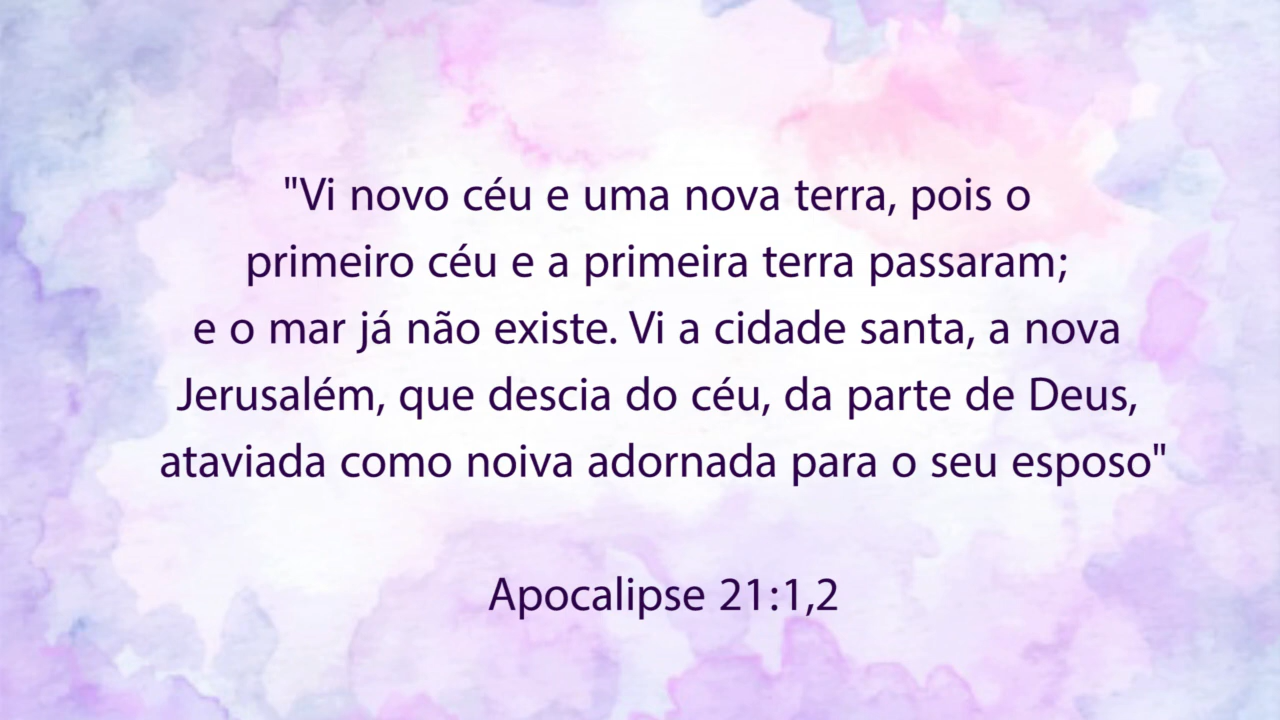 "Vi novo céu e uma nova terra, pois o
primeiro céu e a primeira terra passaram;
e o mar já não existe. Vi a cidade santa, a nova
Jerusalém, que descia do céu, da parte de Deus,
ataviada como noiva adornada para o seu esposo"
Apocalipse 21:1,2